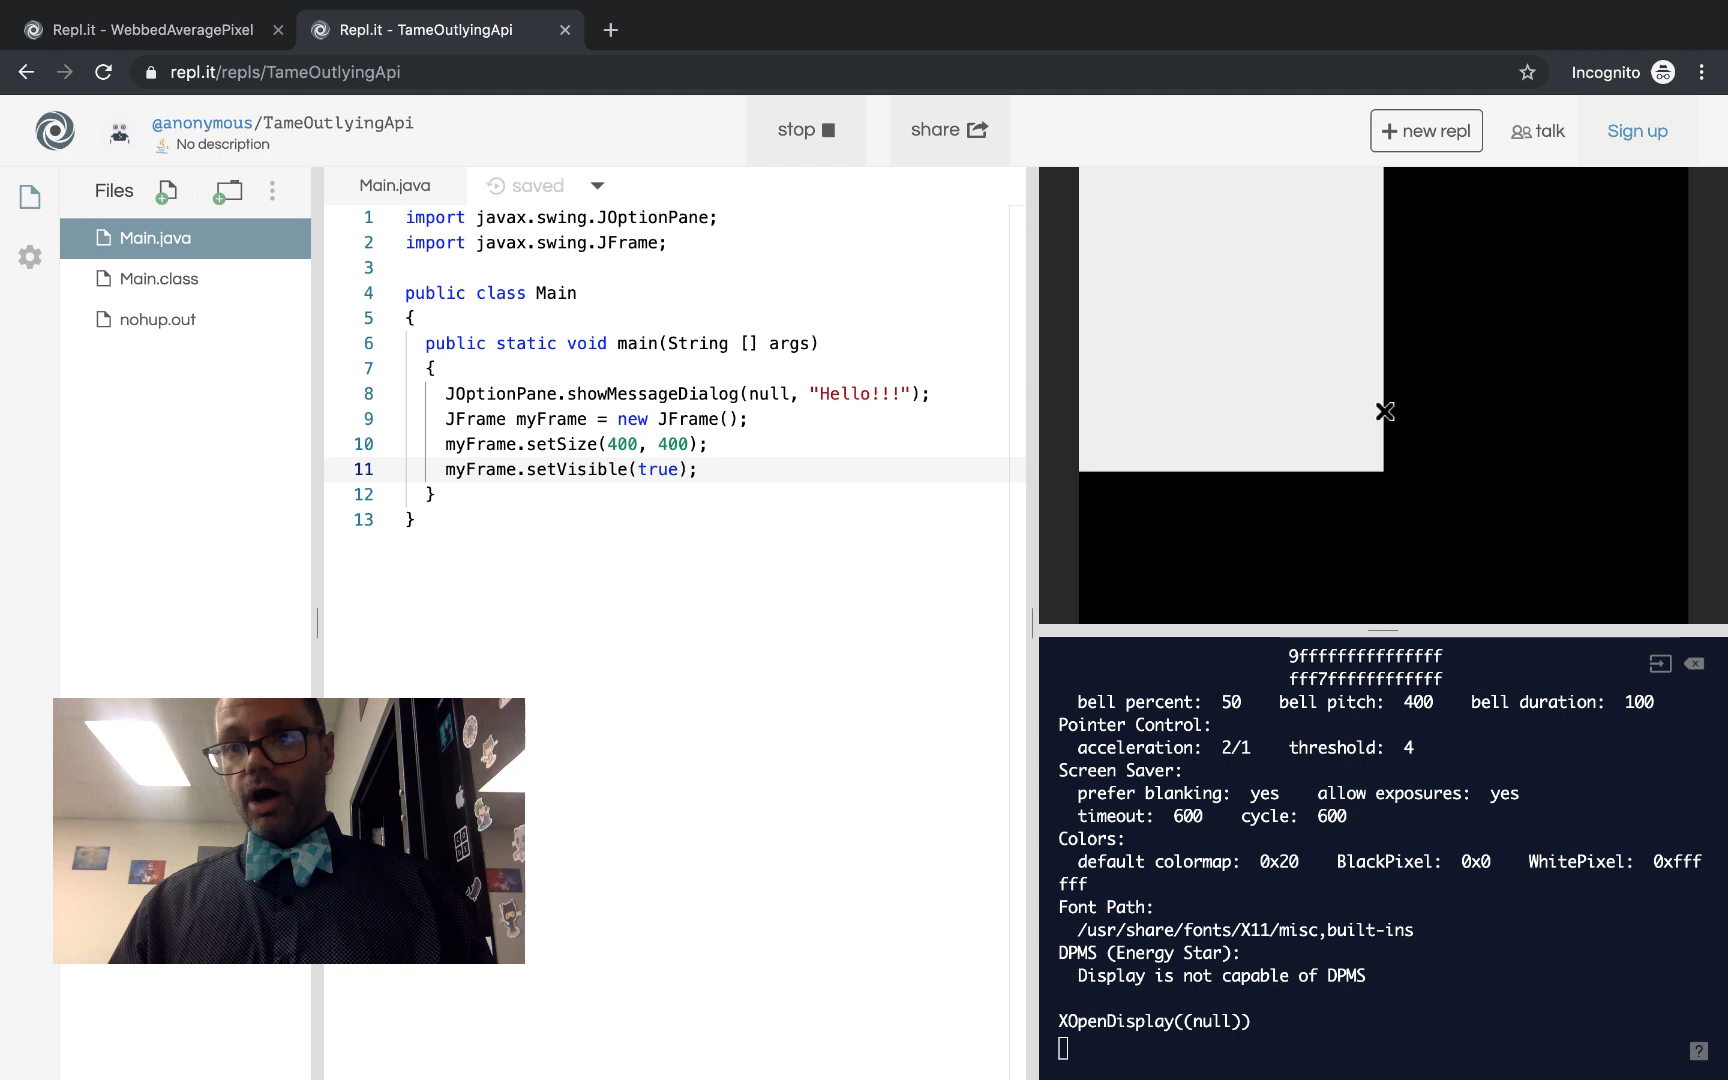 Repl.it - WebbedAveragePixel
Repl.it - TameOutlyingApi
repl.it/repls/TameOutlyingApi
Incognito
@anonymous/TameOutlyingApi
No description
stop
share
+ new repl
talk
Sign up
Files
Main.java
Main.class
nohup.out
Main.java
saved
1 import javax.swing.JOptionPane;
2 import javax.swing.JFrame;
3
4 public class Main
5 {
6 public static void main(String [] args)
7 {
8 JOptionPane.showMessageDialog(null, "Hello!!!");
9 JFrame myFrame = new JFrame();
10 myFrame.setSize(400, 400);
11 myFrame.setVisible(true);
12 }
13 }
9fffffffffffffff
fff7ffffffffffff
bell percent: 50 bell pitch: 400 bell duration: 100
Pointer Control:
acceleration: 2/1 threshold: 4
Screen Saver:
prefer blanking: yes allow exposures: yes
timeout: 600 cycle: 600
Colors:
default colormap: 0x20 BlackPixel: 0x0 WhitePixel: 0xfff
fff
Font Path:
/usr/share/fonts/X11/misc,built-ins
DPMS (Energy Star):
Display is not capable of DPMS
XOpenDisplay((null))
?